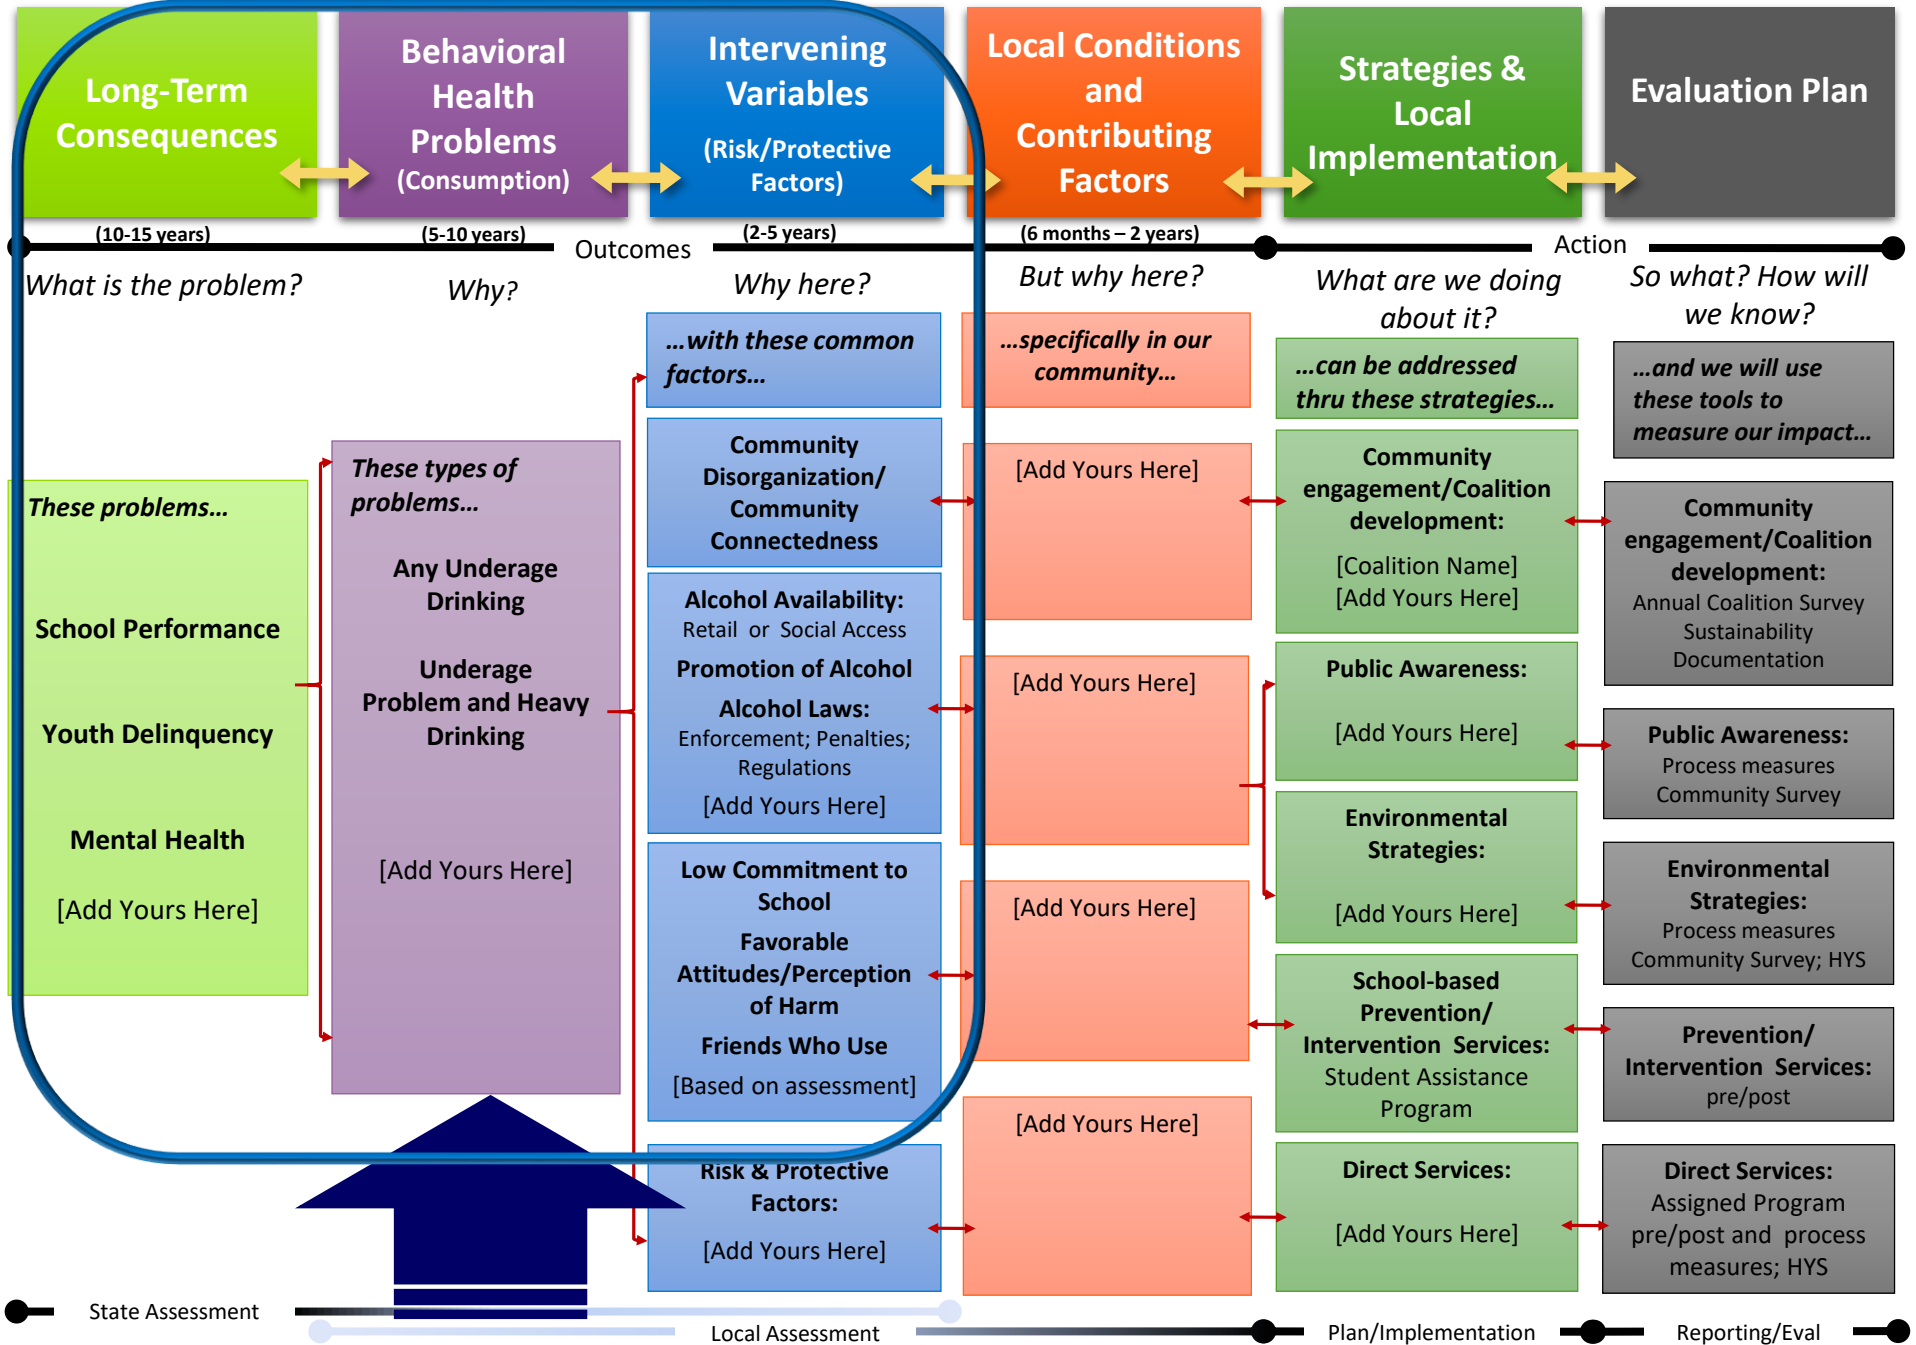 Long-Term
Consequences
Behavioral
Health
Problems
(Consumption)
Intervening
Variables
(Risk/Protective
Factors)
Local Conditions
and
Contributing
Factors
Strategies &
Local
Implementation
Evaluation Plan
(10-15 years)
(5-10 years)
(2-5 years)
(6 months – 2 years)
Outcomes
Action
What is the problem?
Why?
Why here?
But why here?
What are we doing
about it?
So what? How will
we know?
These problems…
School Performance
Youth Delinquency
Mental Health
[Add Yours Here]
These types of
problems…
Any Underage
Drinking
Underage
Problem and Heavy
Drinking
[Add Yours Here]
…with these common
factors…
Community
Disorganization/
Community
Connectedness
Alcohol Availability:
Retail or Social Access
Promotion of Alcohol
Alcohol Laws:
Enforcement; Penalties;
Regulations
[Add Yours Here]
Low Commitment to
School
Favorable
Attitudes/Perception
of Harm
Friends Who Use
[Based on assessment]
Risk & Protective
Factors:
[Add Yours Here]
…specifically in our
community…
[Add Yours Here]
[Add Yours Here]
[Add Yours Here]
[Add Yours Here]
…can be addressed
thru these strategies…
Community
engagement/Coalition
development:
[Coalition Name]
[Add Yours Here]
Public Awareness:
[Add Yours Here]
Environmental
Strategies:
[Add Yours Here]
School-based
Prevention/
Intervention Services:
Student Assistance
Program
Direct Services:
[Add Yours Here]
…and we will use
these tools to
measure our impact…
Community
engagement/Coalition
development:
Annual Coalition Survey
Sustainability
Documentation
Public Awareness:
Process measures
Community Survey
Environmental
Strategies:
Process measures
Community Survey; HYS
Prevention/
Intervention Services:
pre/post
Direct Services:
Assigned Program
pre/post and process
measures; HYS
State Assessment
Local Assessment
Plan/Implementation
Reporting/Eval